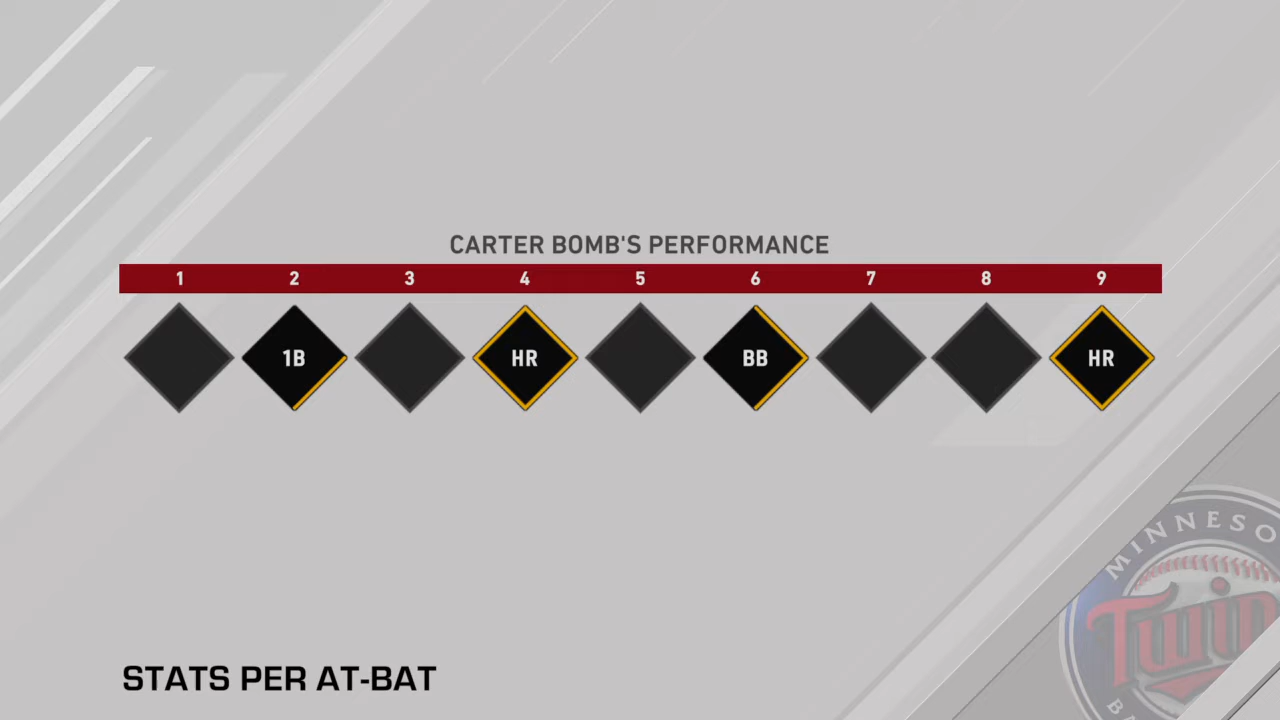 CARTER BOMB'S PERFORMANCE
1 2 3 4 5 6 7 8 9
1B HR BB HR
STATS PER AT-BAT
MINNESO
Twin